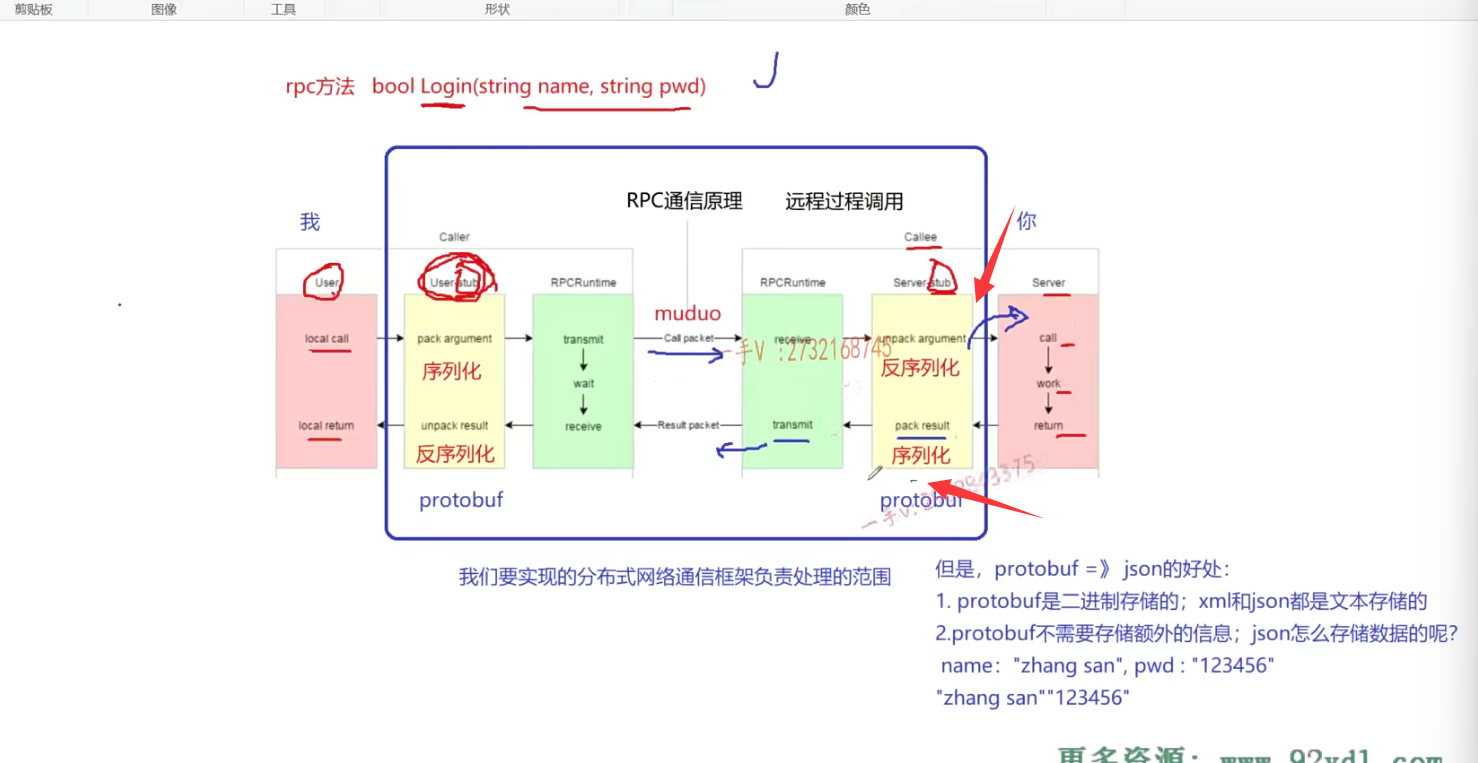 剪贴板 图像 工具 形状 颜色
rpc方法 bool Login(string name, string pwd)
RPC通信原理 远程过程调用
我 你
Caller Callee
User User-stub RPCRuntime RPCRuntime Server-stub Server
muduo
local call pack argument transmit Call packet receive unpack argument call
一手V :2732168745
序列化 反序列化
wait work
local return unpack result receive Result packet transmit pack result return
反序列化 序列化
protobuf protobuf
我们要实现的分布式网络通信框架负责处理的范围
但是，protobuf =》 json的好处：
1. protobuf是二进制存储的；xml和json都是文本存储的
2.protobuf不需要存储额外的信息；json怎么存储数据的呢？
name："zhang san", pwd : "123456"
"zhang san""123456"